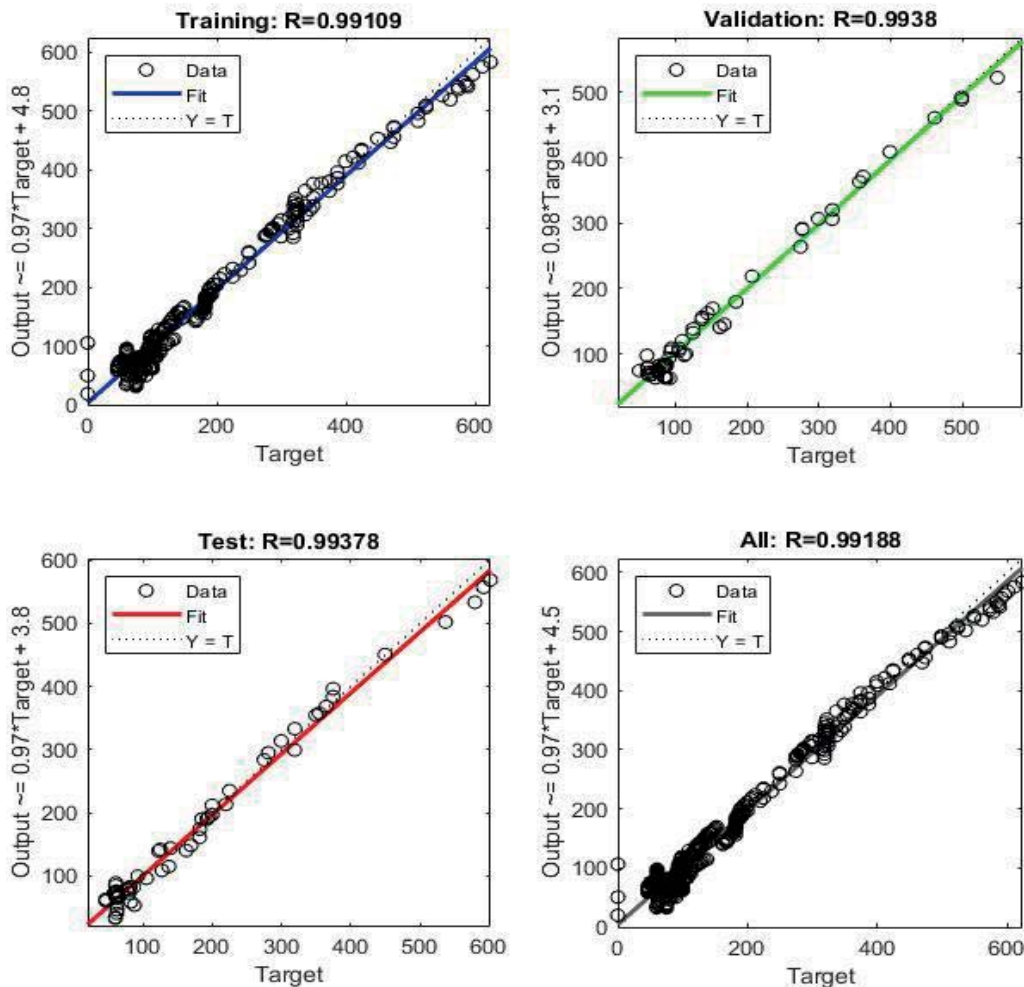 Training: R=0.99109
Output ~= 0.97*Target + 4.8
600
500
400
300
200
100
0
Data
Fit
Y = T
0
200
400
600
Target
Validation: R=0.9938
Output ~= 0.98*Target + 3.1
500
400
300
200
100
Data
Fit
Y = T
100
200
300
400
500
Target
Test: R=0.99378
Output ~= 0.97*Target + 3.8
600
500
400
300
200
100
Data
Fit
Y = T
100
200
300
400
500
600
Target
All: R=0.99188
Output ~= 0.97*Target + 4.5
600
500
400
300
200
100
0
Data
Fit
Y = T
0
200
400
600
Target